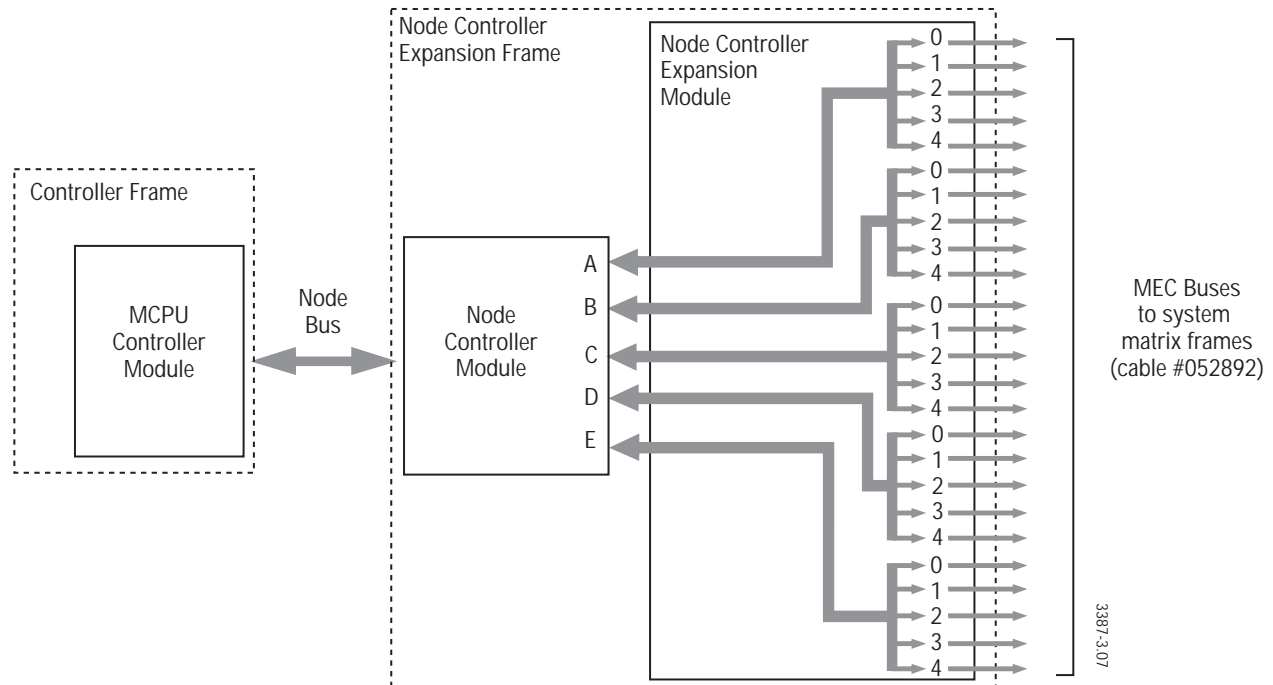 Node Controller
Expansion Frame
Node Controller
Expansion
Module
Controller Frame
MCPU
Controller
Module
Node
Bus
Node
Controller
Module
A
B
C
D
E
0
1
2
3
4
0
1
2
3
4
0
1
2
3
4
0
1
2
3
4
0
1
2
3
4
MEC Buses
to system
matrix frames
(cable #052892)
3387-3.07